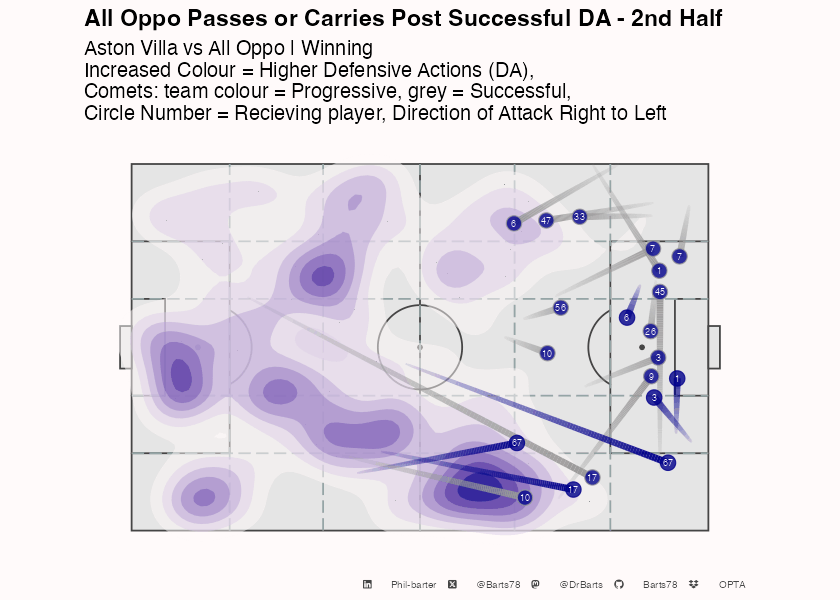 All Oppo Passes or Carries Post Successful DA - 2nd Half
Aston Villa vs All Oppo | Winning
Increased Colour = Higher Defensive Actions (DA),
Comets: team colour = Progressive, grey = Successful,
Circle Number = Recieving player, Direction of Attack Right to Left
6 47 33
7 7
1
45
56 6
26
10 3
9 1
3
67
67
17
17
10
Phil-barter @Barts78 @DrBarts Barts78 OPTA